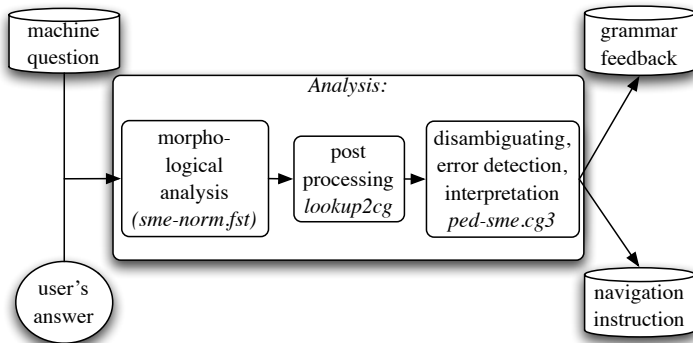 machine
question
grammar
feedback
Analysis:
morpho-
logical
analysis
(sme-norm.fst)
post
processing
lookup2cg
disambiguating,
error detection,
interpretation
ped-sme.cg3
user's
answer
navigation
instruction